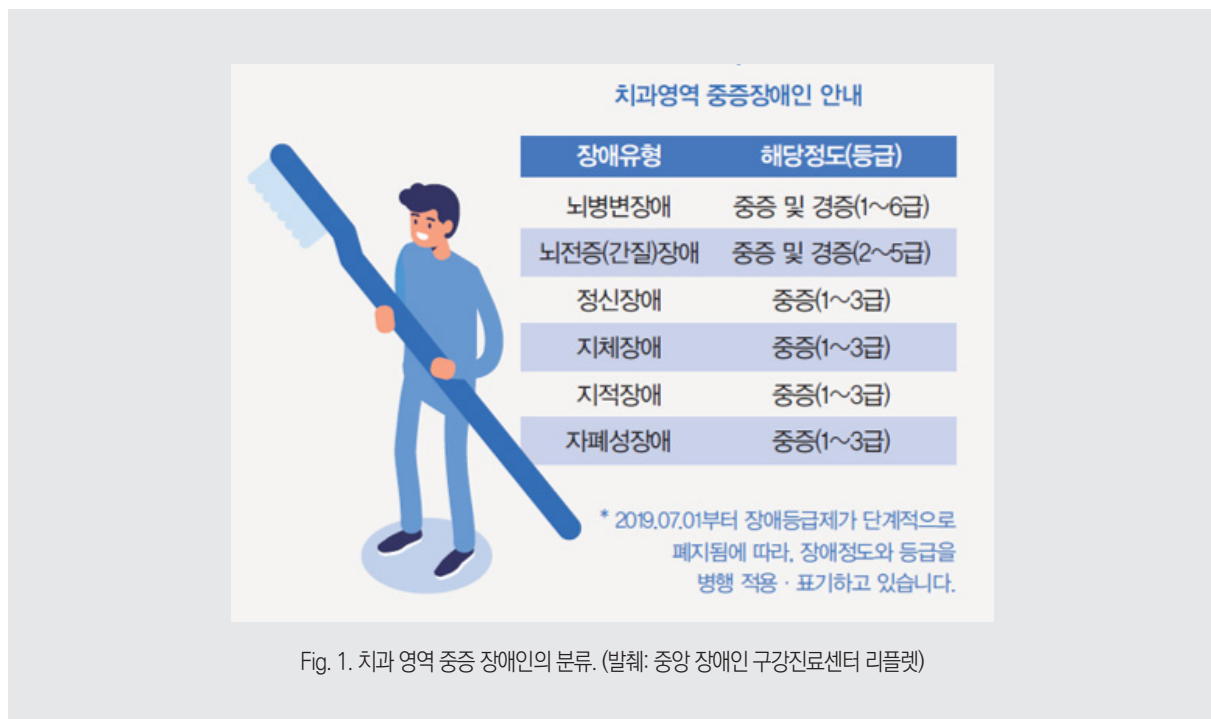 치과영역 중증장애인 안내
장애유형 해당정도(등급)
뇌병변장애 중증 및 경증(1~6급)
뇌전증(간질)장애 중증 및 경증(2~5급)
정신장애 중증(1~3급)
지체장애 중증(1~3급)
지적장애 중증(1~3급)
자폐성장애 중증(1~3급)
* 2019.07.01부터 장애등급제가 단계적으로
폐지됨에 따라, 장애정도와 등급을
병행 적용 · 표기하고 있습니다.
Fig. 1. 치과 영역 중증 장애인의 분류. (발췌: 중앙 장애인 구강진료센터 리플렛)